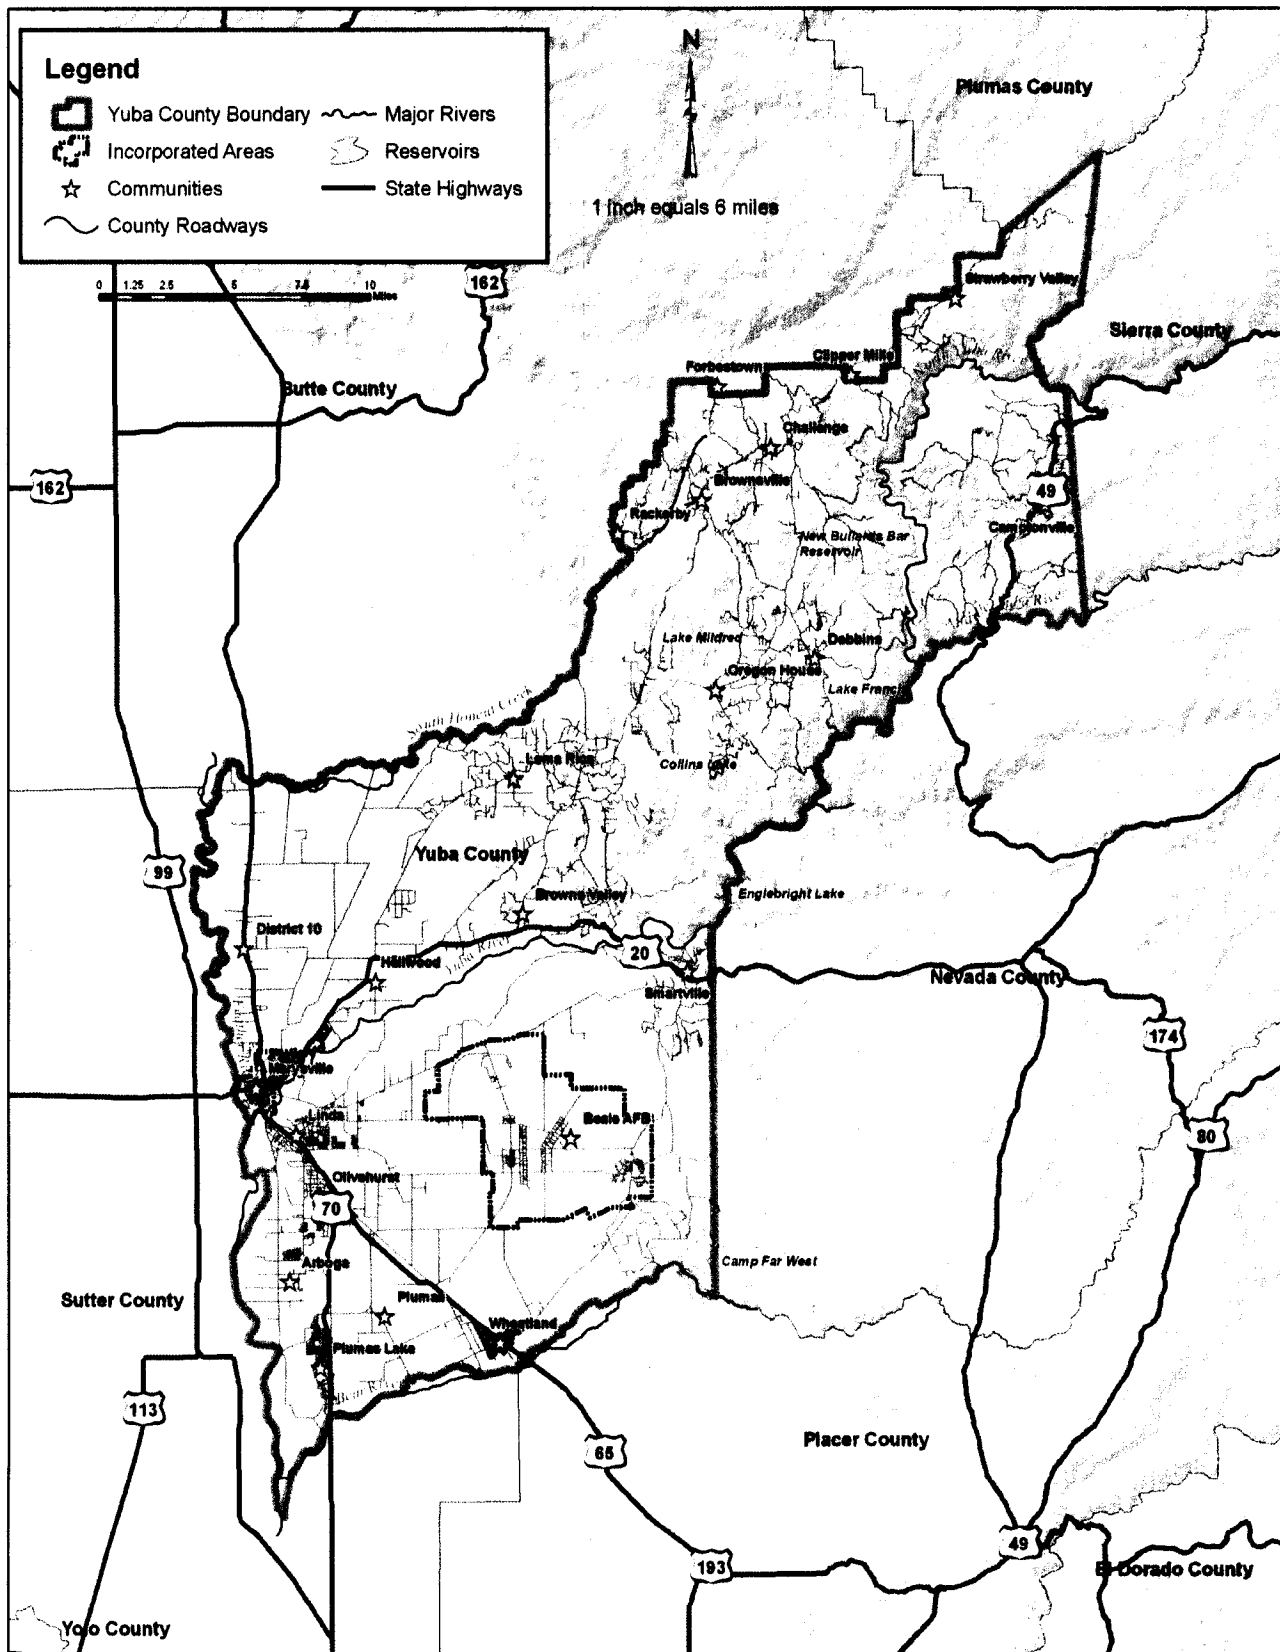 N
Plumas County
Legend
Yuba County Boundary
Major Rivers
Incorporated Areas
Reservoirs
Communities
State Highways
County Roadways
1 inch equals 6 miles
0 1.25 2.5 5 7.5 10
Miles
162
Strawberry Valley
Sierra County
Clipper Mills
Forbestown
Butte County
Challenge
Brownsville
162
49
Rackerby
Camptonville
New Bullards Bar
Reservoir
Lake Mildred
Dobbins
Oregon House
Lake Franc
Loma Rica
Collins Lake
Yuba County
99
Browns Valley
Englebright Lake
District 10
Hallwood
Yuba River
20
Nevada County
Smartville
174
Marysville
Linda
Beale AFB
80
Olivehurst
70
Arboga
Camp Far West
Sutter County
Plumas
Wheatland
Plumas Lake
Bear River
113
Placer County
65
49
193
El Dorado County
Yolo County